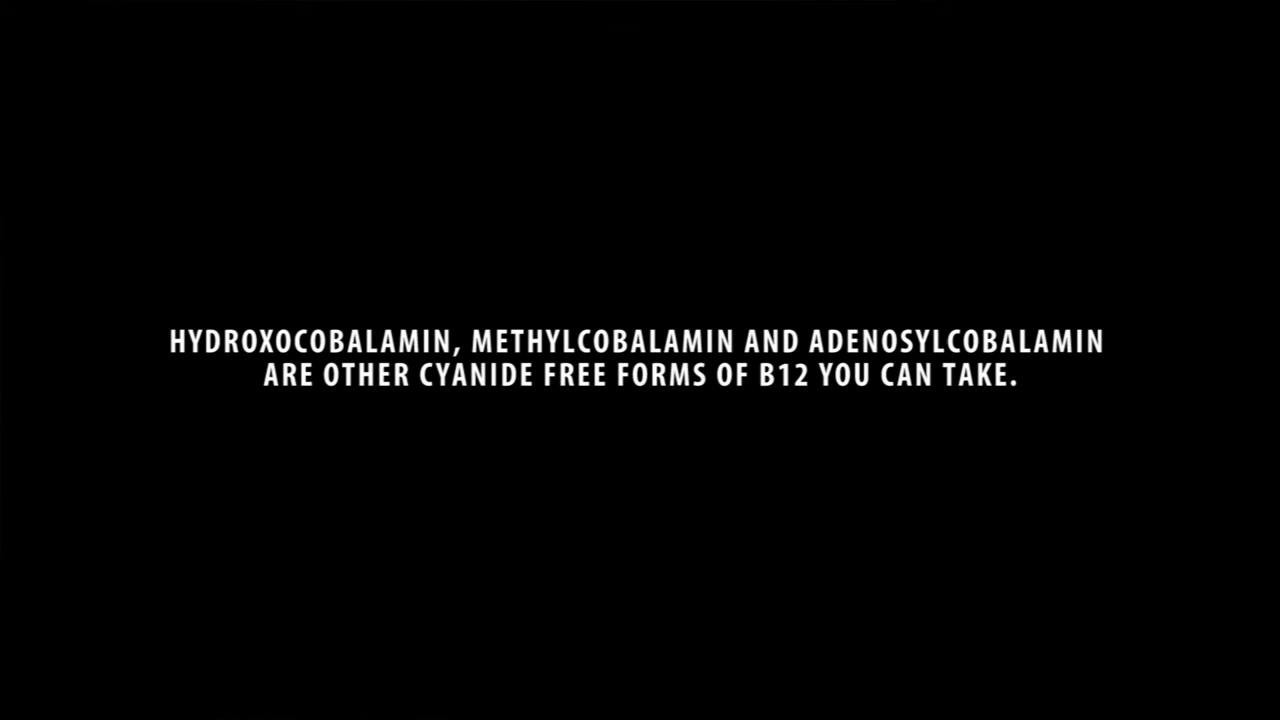 HYDROXOCOBALAMIN, METHYLCOBALAMIN AND ADENOSYLCOBALAMIN
ARE OTHER CYANIDE FREE FORMS OF B12 YOU CAN TAKE.